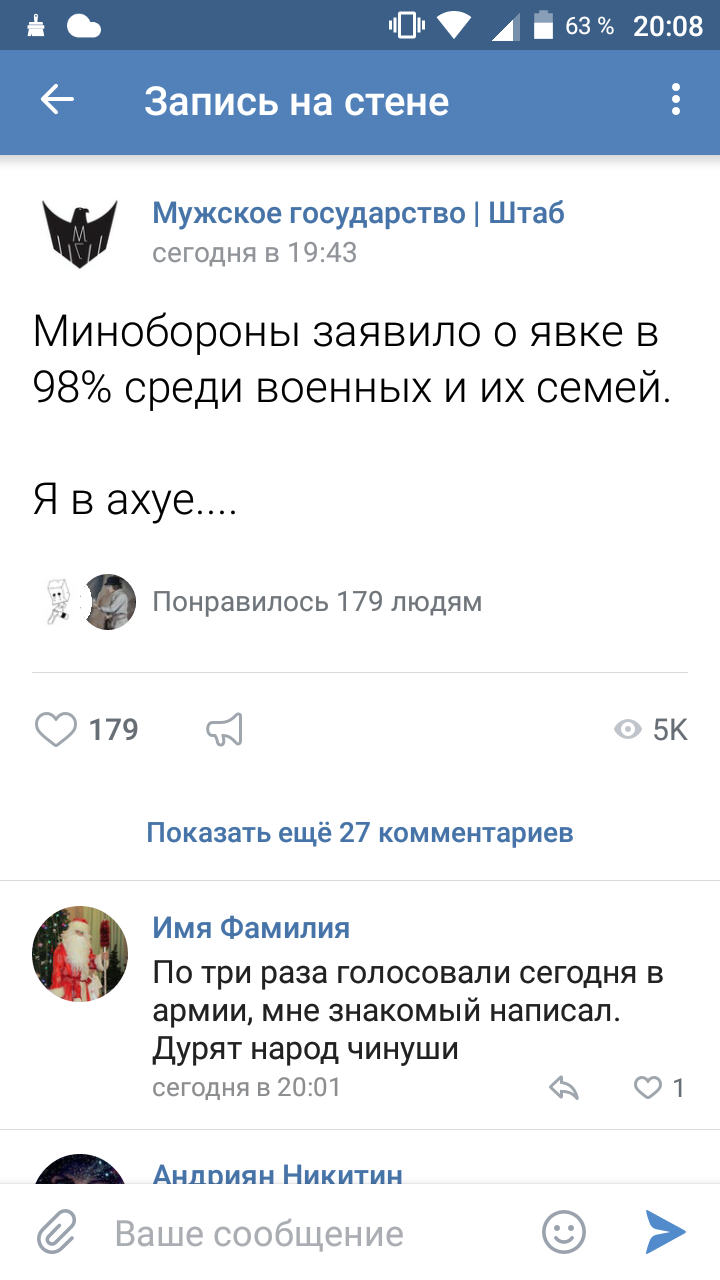 63 % 20:08
Запись на стене
Мужское государство | Штаб
сегодня в 19:43
Минобороны заявило о явке в
98% среди военных и их семей.
Я в ахуе....
Понравилось 179 людям
179
5K
Показать ещё 27 комментариев
Имя Фамилия
По три раза голосовали сегодня в
армии, мне знакомый написал.
Дурят народ чинуши
сегодня в 20:01
1
Андриян Никитин
Ваше сообщение